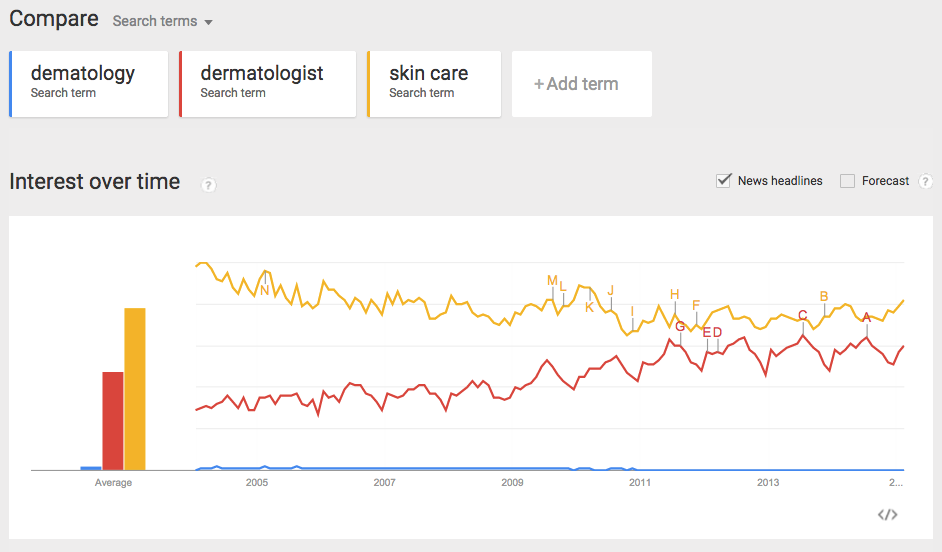 Compare Search terms
dematology dermatologist skin care + Add term
Search term Search term Search term
Interest over time ? News headlines Forecast ?
N M L K J I H G F E D C B A
Average 2005 2007 2009 2011 2013 2...
</>